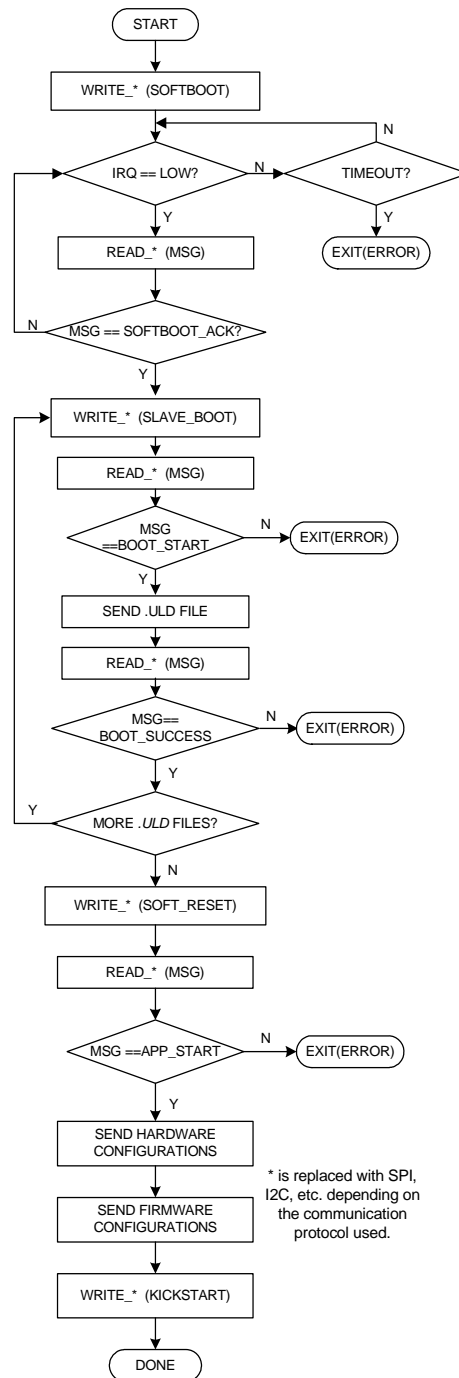 START
WRITE_* (SOFTBOOT)
N
IRQ == LOW?
N
TIMEOUT?
Y
Y
READ_* (MSG)
EXIT(ERROR)
N
MSG == SOFTBOOT_ACK?
Y
WRITE_* (SLAVE_BOOT)
READ_* (MSG)
MSG
==BOOT_START
N
EXIT(ERROR)
Y
SEND .ULD FILE
READ_* (MSG)
MSG==
BOOT_SUCCESS
N
EXIT(ERROR)
Y
Y
MORE .ULD FILES?
N
WRITE_* (SOFT_RESET)
READ_* (MSG)
MSG ==APP_START
N
EXIT(ERROR)
Y
SEND HARDWARE
CONFIGURATIONS
SEND FIRMWARE
CONFIGURATIONS
* is replaced with SPI,
I2C, etc. depending on
the communication
protocol used.
WRITE_* (KICKSTART)
DONE